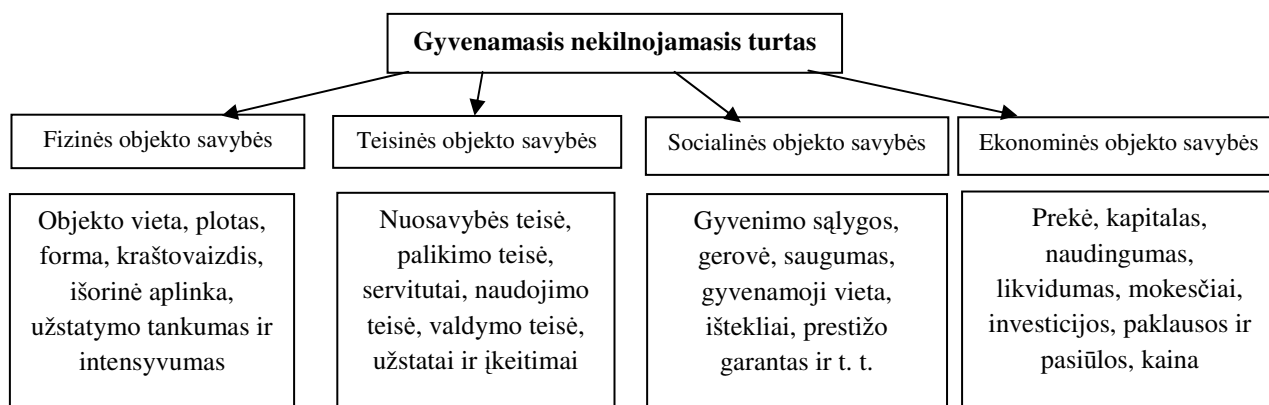 Gyvenamasis nekilnojamasis turtas
Fizinės objekto savybės
Teisinės objekto savybės
Socialinės objekto savybės
Ekonominės objekto savybės
Objekto vieta, plotas,
forma, kraštovaizdis,
išorinė aplinka,
užstatymo tankumas ir
intensyvumas
Nuosavybės teisė,
palikimo teisė,
servitutai, naudojimo
teisė, valdymo teisė,
užstatai ir įkeitimai
Gyvenimo sąlygos,
gerovė, saugumas,
gyvenamoji vieta,
ištekliai, prestižo
garantas ir t. t.
Prekė, kapitalas,
naudingumas,
likvidumas, mokesčiai,
investicijos, paklausos ir
pasiūlos, kaina